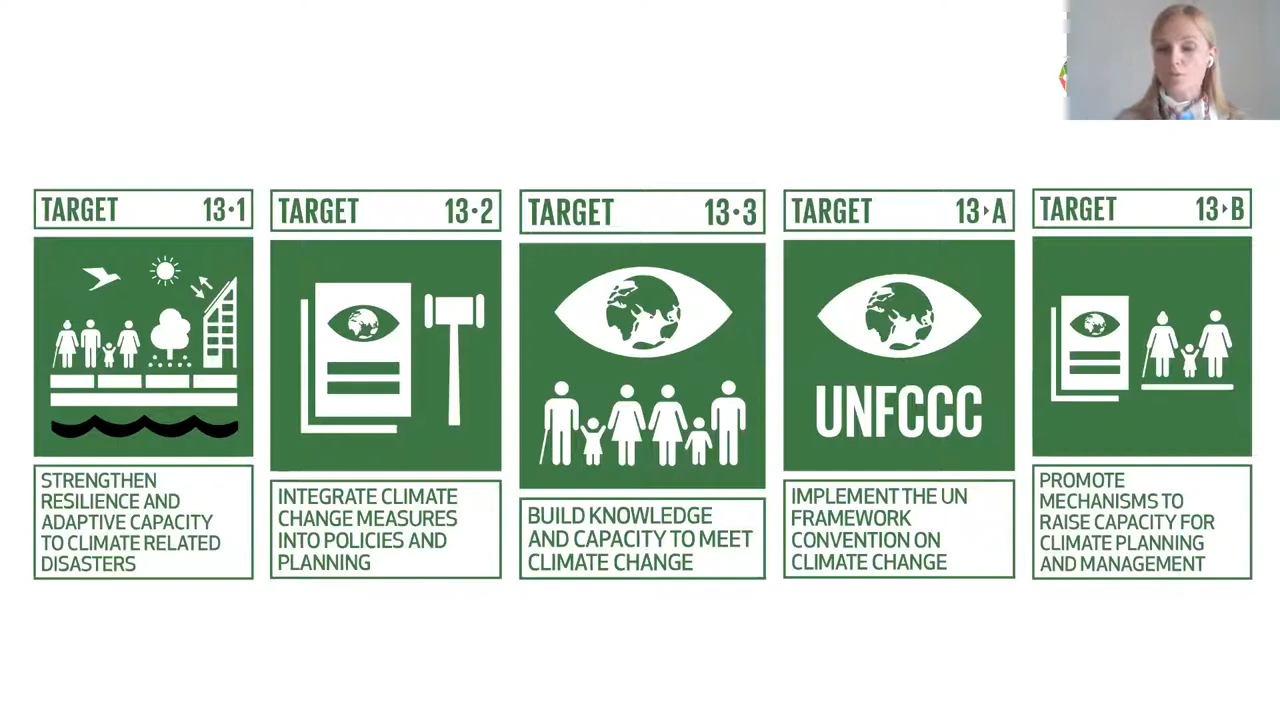 TARGET 13·1
STRENGTHEN
RESILIENCE AND
ADAPTIVE CAPACITY
TO CLIMATE RELATED
DISASTERS
TARGET 13·2
INTEGRATE CLIMATE
CHANGE MEASURES
INTO POLICIES AND
PLANNING
TARGET 13·3
BUILD KNOWLEDGE
AND CAPACITY TO MEET
CLIMATE CHANGE
TARGET 13▸A
UNFCCC
IMPLEMENT THE UN
FRAMEWORK
CONVENTION ON
CLIMATE CHANGE
TARGET 13▸B
PROMOTE
MECHANISMS TO
RAISE CAPACITY FOR
CLIMATE PLANNING
AND MANAGEMENT